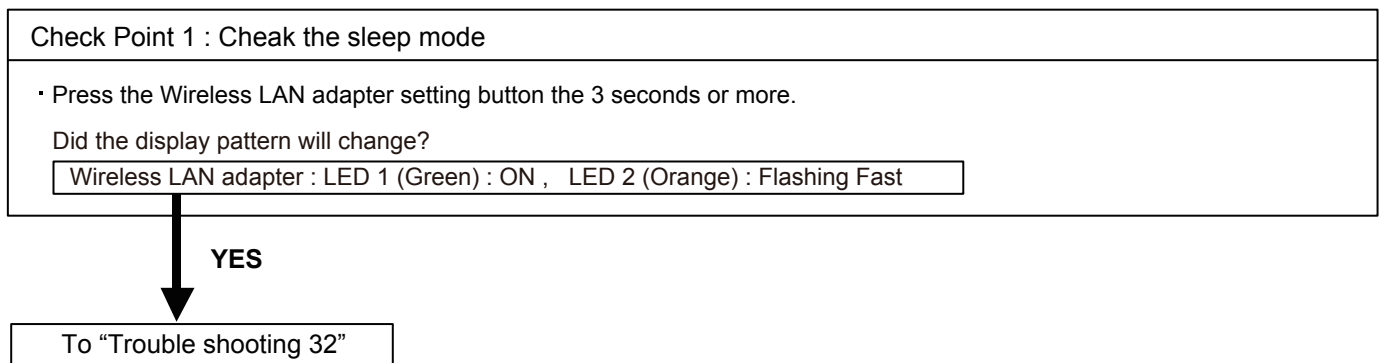 Check Point 1 : Cheak the sleep mode
▪ Press the Wireless LAN adapter setting button the 3 seconds or more.
Did the display pattern will change?
Wireless LAN adapter : LED 1 (Green) : ON , LED 2 (Orange) : Flashing Fast
YES
To “Trouble shooting 32”